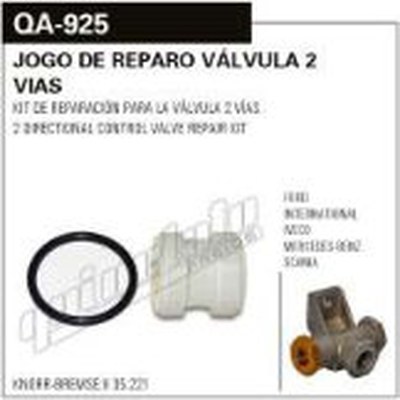 QA-925
JOGO DE REPARO VÁLVULA 2
VIAS
KIT DE REPARACIÓN PARA LA VÁLVULA 2 VÍAS
2 DIRECTIONAL CONTROL VALVE REPAIR KIT
FORD
INTERNATIONAL
IVECO
MERCEDES-BENZ
SCANIA
KNORR-BREMSE II 35.221